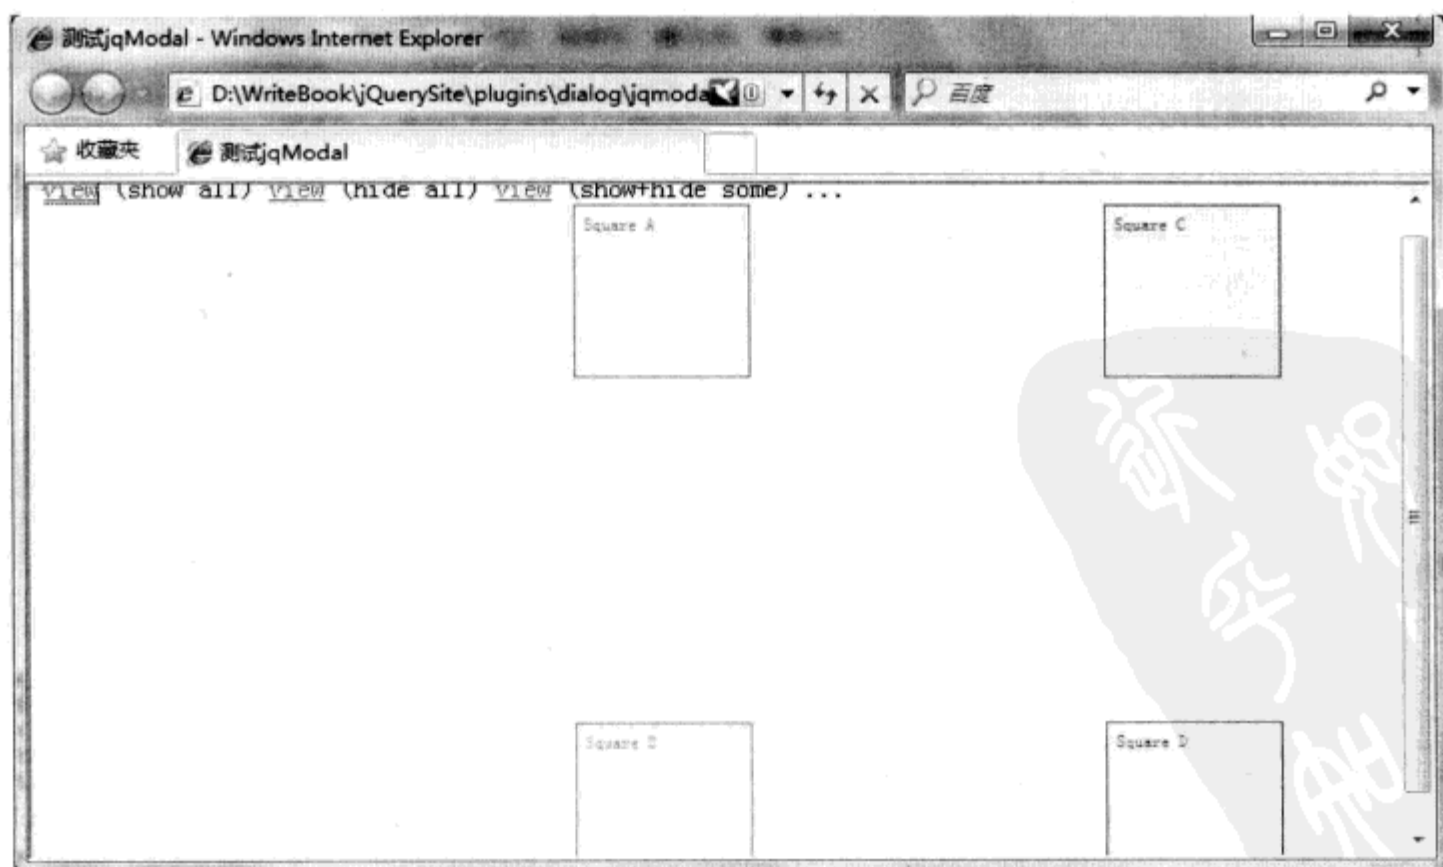 测试jqModal - Windows Internet Explorer
D:\WriteBook\jQuerySite\plugins\dialog\jqmoda
百度
收藏夹
测试jqModal
view (show all) view (hide all) view (show+hide some) ...
Square A
Square C
Square
Square D